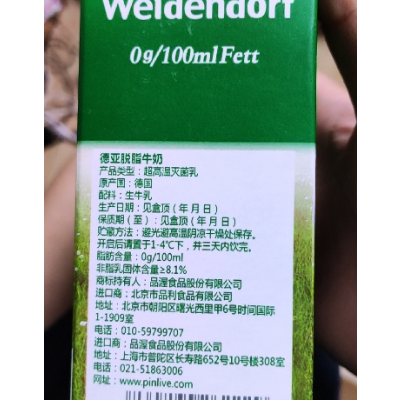 Weidendorf
0g/100ml Fett
德亚脱脂牛奶
产品类型：超高温灭菌乳
原产国：德国
配料：生牛乳
生产日期：见盒顶（年 月 日）
保质期（至）：见盒顶（年 月 日）
贮藏方法：避光避高温阴凉干燥处保存。
开启后请置于1-4℃下，并三天内饮完。
脂肪含量：0g/100ml
非脂乳固体含量≥8.1%
商标持有人：品渥食品股份有限公司
进口商：北京市品利食品有限公司
地址：北京市朝阳区曙光西里甲6号时间国际
1-1909室
电话：010-59799707
进口商：品渥食品股份有限公司
地址：上海市普陀区长寿路652号10号楼308室
电话：021-51863006
网址：www.pinlive.com